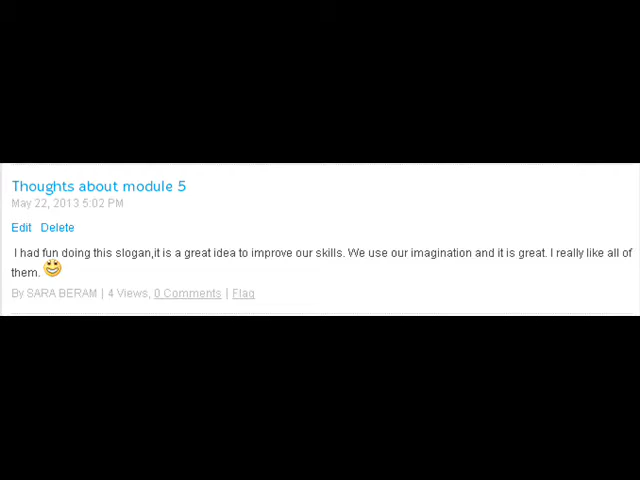 Thoughts about module 5
May 22, 2013 5:02 PM
Edit Delete
I had fun doing this slogan,it is a great idea to improve our skills. We use our imagination and it is great. I really like all of
them.
By SARA BERAM | 4 Views, 0 Comments | Flag